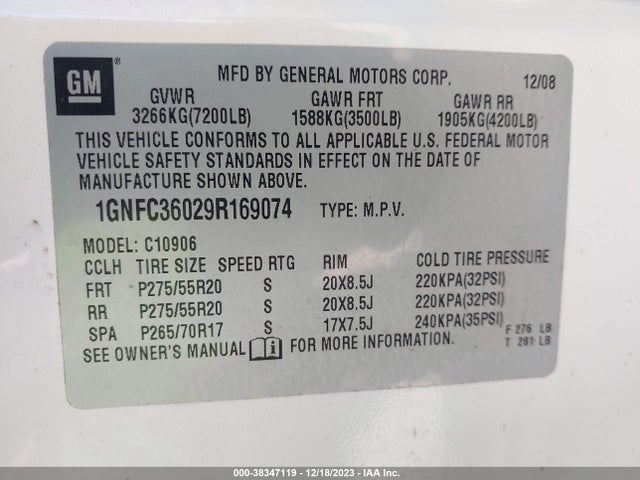 GM
MFD BY GENERAL MOTORS CORP. 12/08
GVWR GAWR FRT GAWR RR
3266KG(7200LB) 1588KG(3500LB) 1905KG(4200LB)
THIS VEHICLE CONFORMS TO ALL APPLICABLE U.S. FEDERAL MOTOR
VEHICLE SAFETY STANDARDS IN EFFECT ON THE DATE OF
MANUFACTURE SHOWN ABOVE.
1GNFC36029R169074 TYPE: M.P.V.
MODEL: C10906
CCLH TIRE SIZE SPEED RTG RIM COLD TIRE PRESSURE
FRT P275/55R20 S 20X8.5J 220KPA(32PSI)
RR P275/55R20 S 20X8.5J 220KPA(32PSI)
SPA P265/70R17 S 17X7.5J 240KPA(35PSI) F 276 LB
T 281 LB
SEE OWNER'S MANUAL FOR MORE INFORMATION.
000-38347119 — 12/18/2023 — IAA Inc.